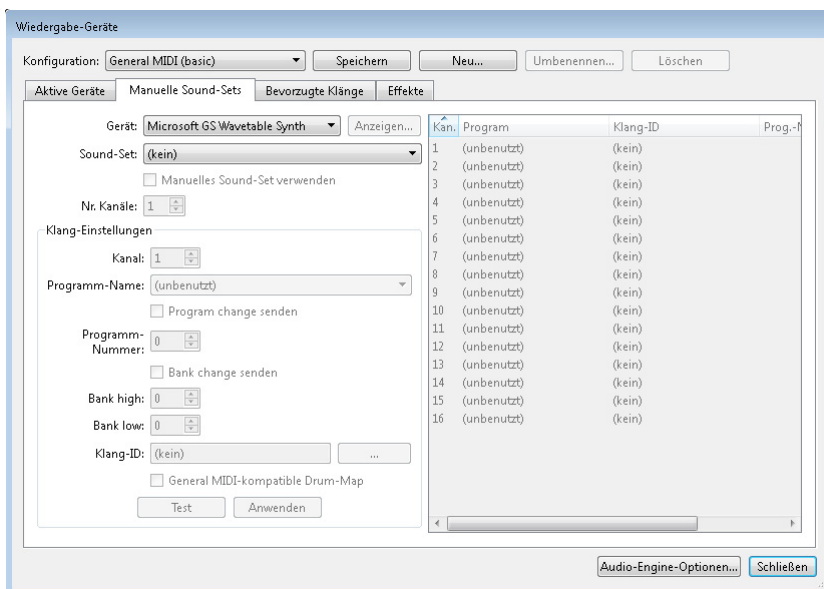 Wiedergabe-Geräte
Konfiguration: General MIDI (basic) Speichern Neu... Umbenennen... Löschen
Aktive Geräte Manuelle Sound-Sets Bevorzugte Klänge Effekte
Gerät: Microsoft GS Wavetable Synth Anzeigen...
Sound-Set: (kein)
Manuelles Sound-Set verwenden
Nr. Kanäle: 1
Klang-Einstellungen
Kanal: 1
Programm-Name: (unbenutzt)
Program change senden
Programm-
Nummer: 0
Bank change senden
Bank high: 0
Bank low: 0
Klang-ID: (kein) ...
General MIDI-kompatible Drum-Map
Test Anwenden
Kan. Program Klang-ID Prog.-
1 (unbenutzt) (kein)
2 (unbenutzt) (kein)
3 (unbenutzt) (kein)
4 (unbenutzt) (kein)
5 (unbenutzt) (kein)
6 (unbenutzt) (kein)
7 (unbenutzt) (kein)
8 (unbenutzt) (kein)
9 (unbenutzt) (kein)
10 (unbenutzt) (kein)
11 (unbenutzt) (kein)
12 (unbenutzt) (kein)
13 (unbenutzt) (kein)
14 (unbenutzt) (kein)
15 (unbenutzt) (kein)
16 (unbenutzt) (kein)
Audio-Engine-Optionen... Schließen